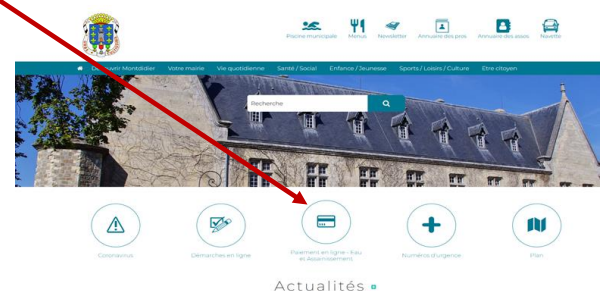 Piscine municipale Menus Newsletter Annuaire des pros Annuaire des assos Navette
Découvrir Montdidier Votre mairie Vie quotidienne Santé / Social Enfance / Jeunesse Sports / Loisirs / Culture Etre citoyen
Recherche
Coronavirus Démarches en ligne Paiement en ligne - Eau et Assainissement Numéros d'urgence Plan
Actualités